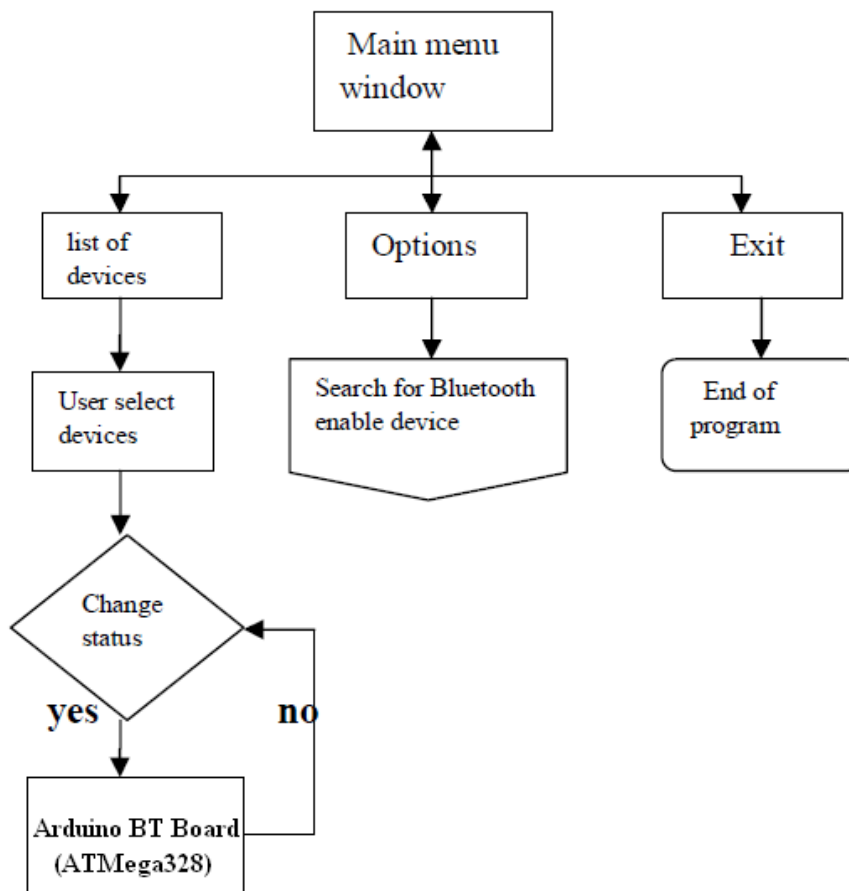 Main menu
window
list of
devices
Options
Exit
User select
devices
Search for Bluetooth
enable device
End of
program
Change
status
yes
no
Arduino BT Board
(ATMega328)